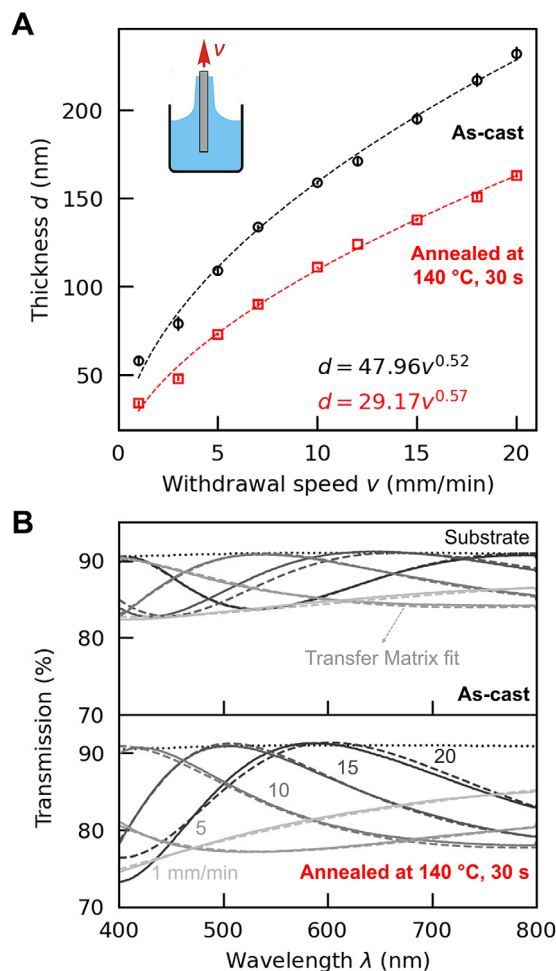 A
v
As-cast
Annealed at
140 °C, 30 s
d = 47.96v^0.52
d = 29.17v^0.57
Thickness d (nm)
200
150
100
50
0
5
10
15
20
Withdrawal speed v (mm/min)
B
Substrate
Transfer Matrix fit
As-cast
90
80
70
Transmission (%)
20
15
10
5
1 mm/min
Annealed at 140 °C, 30 s
90
80
70
400
500
600
700
800
Wavelength λ (nm)